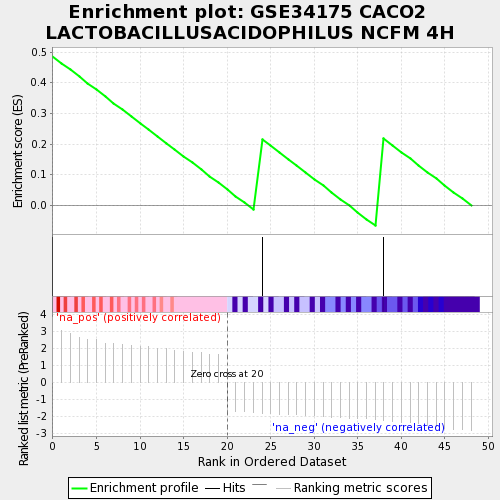 Enrichment plot: GSE34175 CACO2
LACTOBACILLUSACIDOPHILUS NCFM 4H
Enrichment score (ES)
0.5
0.4
0.3
0.2
0.1
0.0
Ranked list metric (PreRanked)
4
3
2
1
0
-1
-2
-3
'na_pos' (positively correlated)
Zero cross at 20
'na_neg' (negatively correlated)
0 5 10 15 20 25 30 35 40 45 50
Rank in Ordered Dataset
Enrichment profile Hits Ranking metric scores